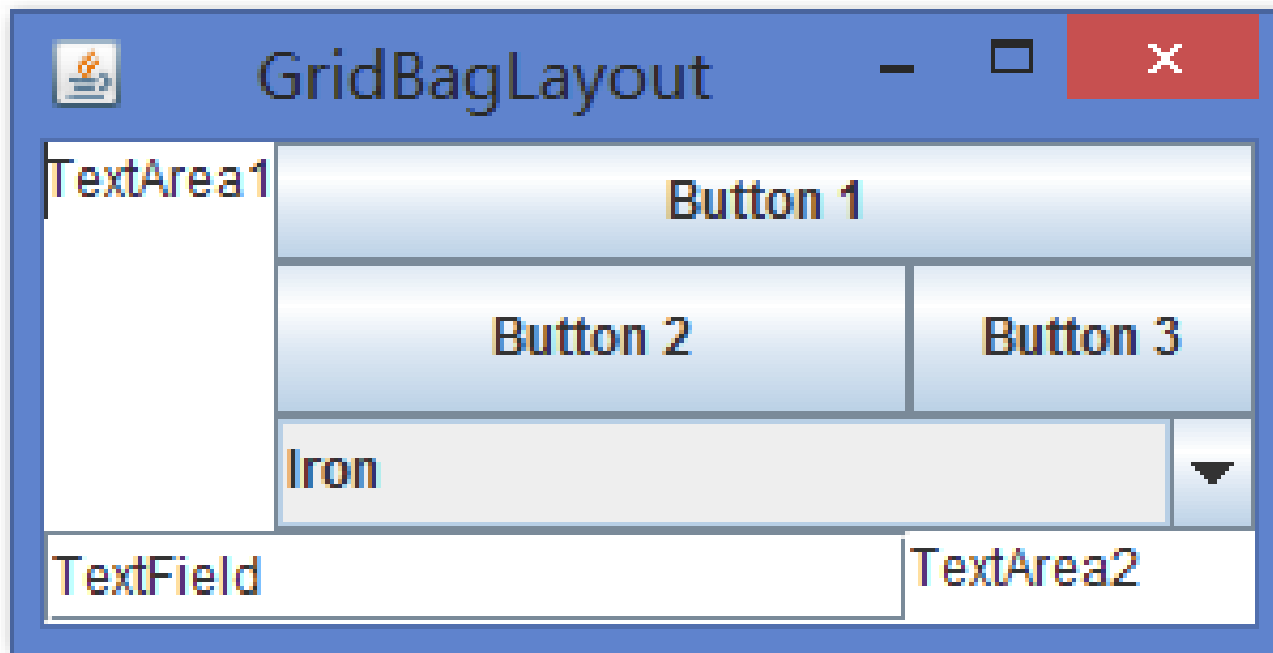 GridBagLayout
TextArea1
Button 1
Button 2
Button 3
Iron
TextField
TextArea2